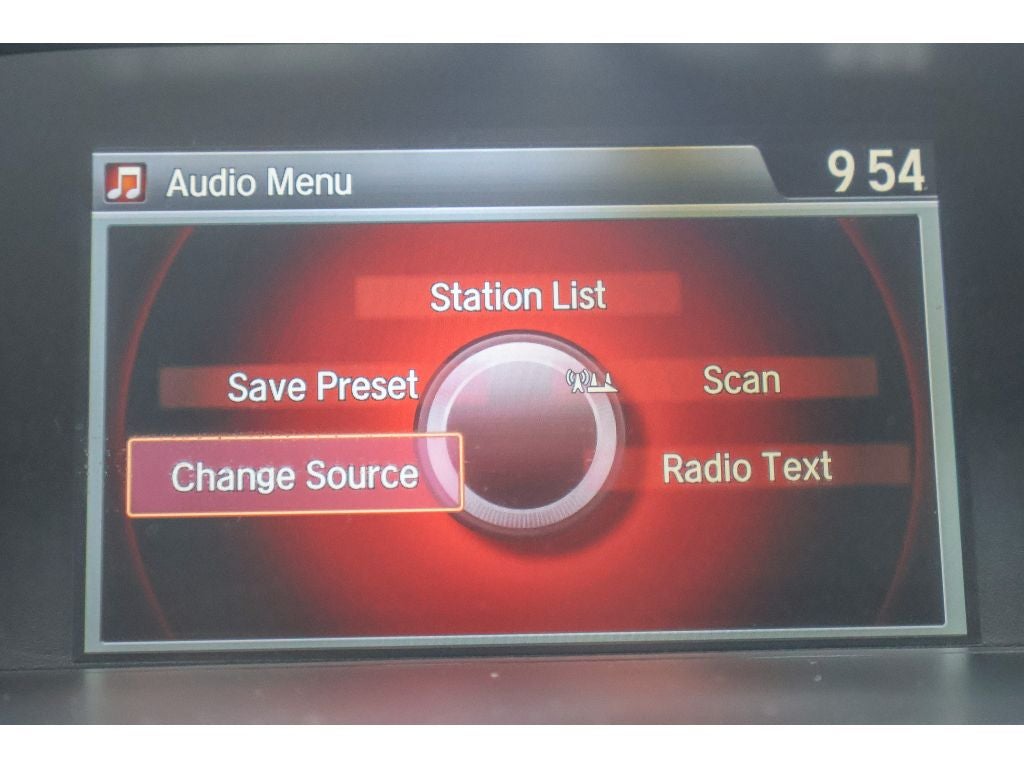 Audio Menu
9 54
Station List
Save Preset
Scan
Change Source
Radio Text